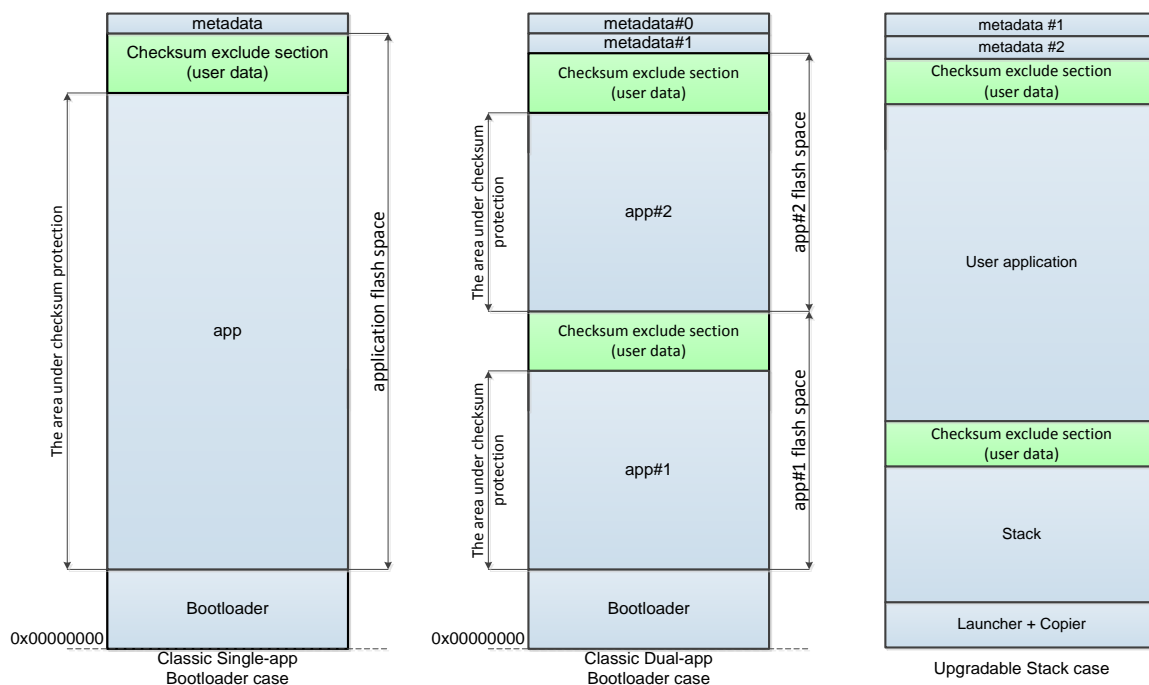 metadata
Checksum exclude section
(user data)
The area under checksum protection
app
application flash space
Bootloader
0x00000000
Classic Single-app
Bootloader case
metadata#0
metadata#1
Checksum exclude section
(user data)
The area under checksum
protection
app#2
app#2 flash space
Checksum exclude section
(user data)
The area under checksum
protection
app#1
app#1 flash space
Bootloader
0x00000000
Classic Dual-app
Bootloader case
metadata #1
metadata #2
Checksum exclude section
(user data)
User application
Checksum exclude section
(user data)
Stack
Launcher + Copier
Upgradable Stack case